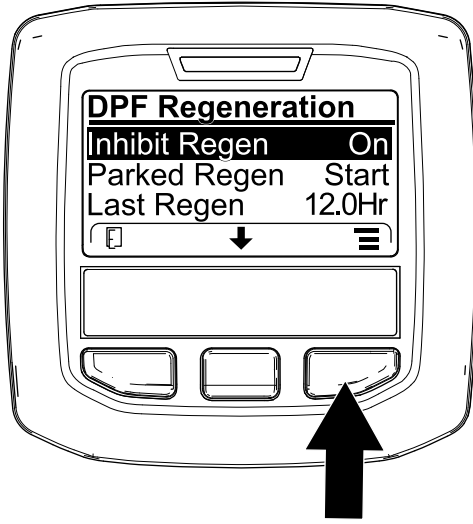 DPF Regeneration
Inhibit Regen On
Parked Regen Start
Last Regen 12.0Hr